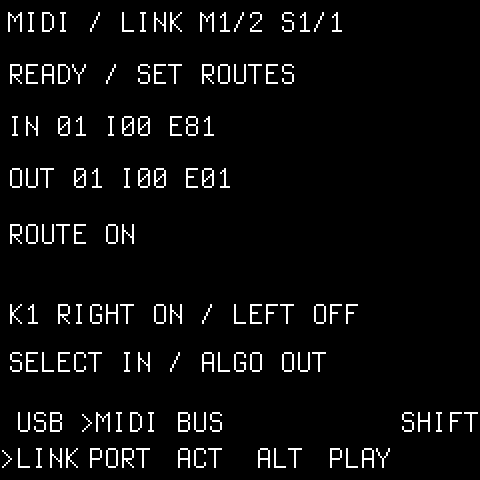 MIDI / LINK M1/2 S1/1
READY / SET ROUTES
IN 01 I00 E81
OUT 01 I00 E01
ROUTE ON
K1 RIGHT ON / LEFT OFF
SELECT IN / ALGO OUT
USB >MIDI BUS SHIFT
>LINK PORT ACT ALT PLAY